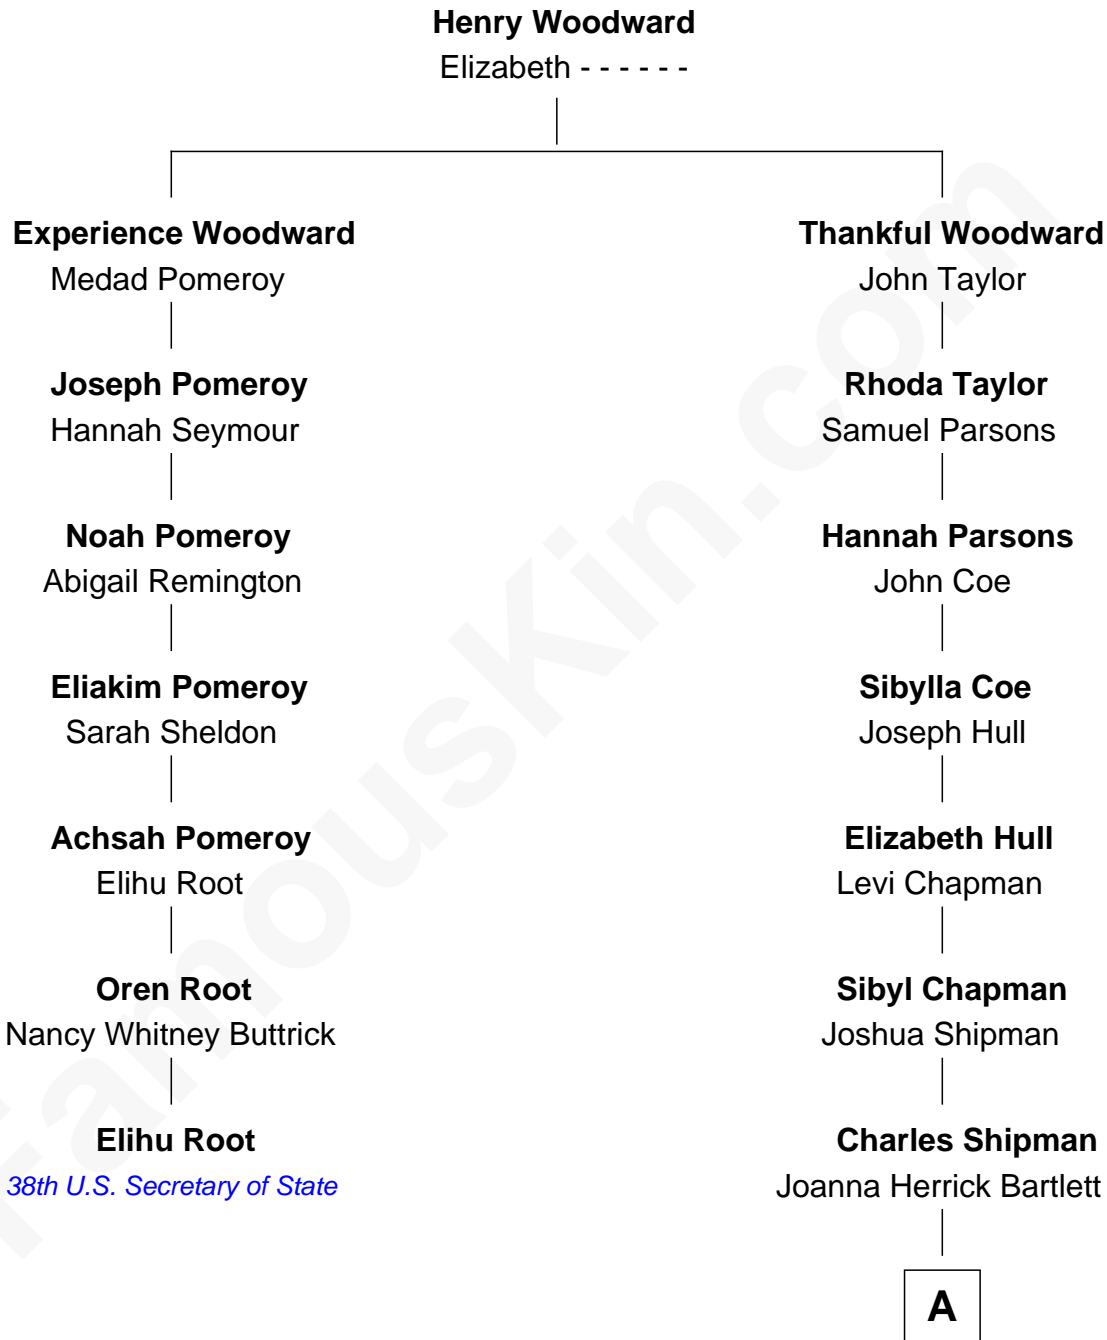 Henry Woodward
Elizabeth - - - - - -
Experience Woodward
Medad Pomeroy
Thankful Woodward
John Taylor
Joseph Pomeroy
Hannah Seymour
Rhoda Taylor
Samuel Parsons
Noah Pomeroy
Abigail Remington
Hannah Parsons
John Coe
Eliakim Pomeroy
Sarah Sheldon
Sibylla Coe
Joseph Hull
Achsah Pomeroy
Elihu Root
Elizabeth Hull
Levi Chapman
Oren Root
Nancy Whitney Buttrick
Sibyl Chapman
Joshua Shipman
Elihu Root
38th U.S. Secretary of State
Charles Shipman
Joanna Herrick Bartlett
A
FamousKin.com